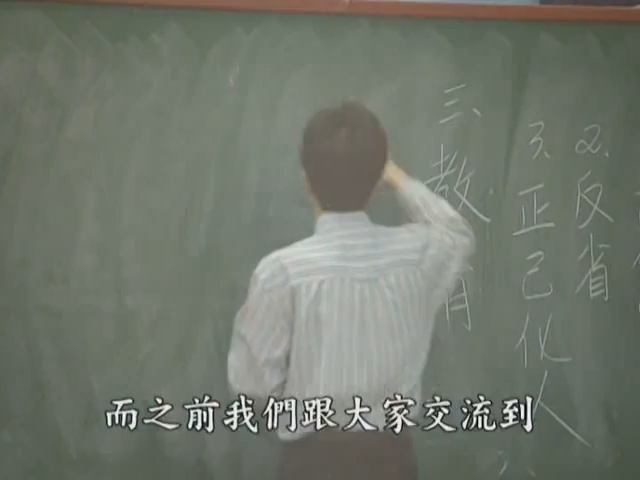 2、反省
3、正己化人
三、教育
而之前我們跟大家交流到